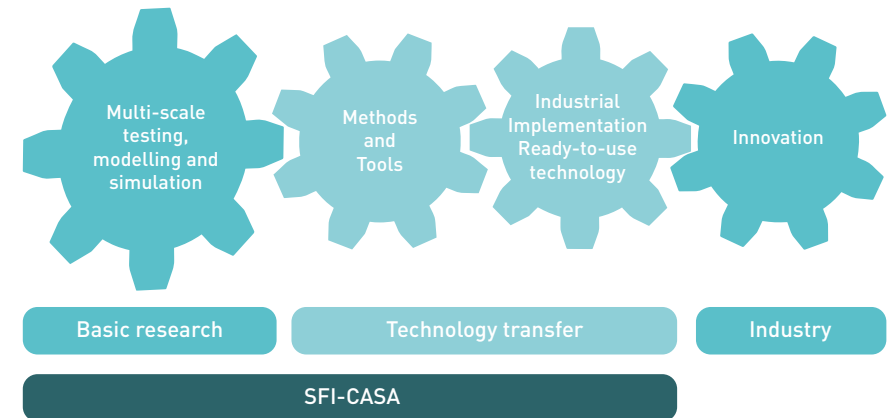 Multi-scale
testing,
modelling and
simulation
Methods
and
Tools
Industrial
Implementation
Ready-to-use
technology
Innovation
Basic research
Technology transfer
Industry
SFI-CASA